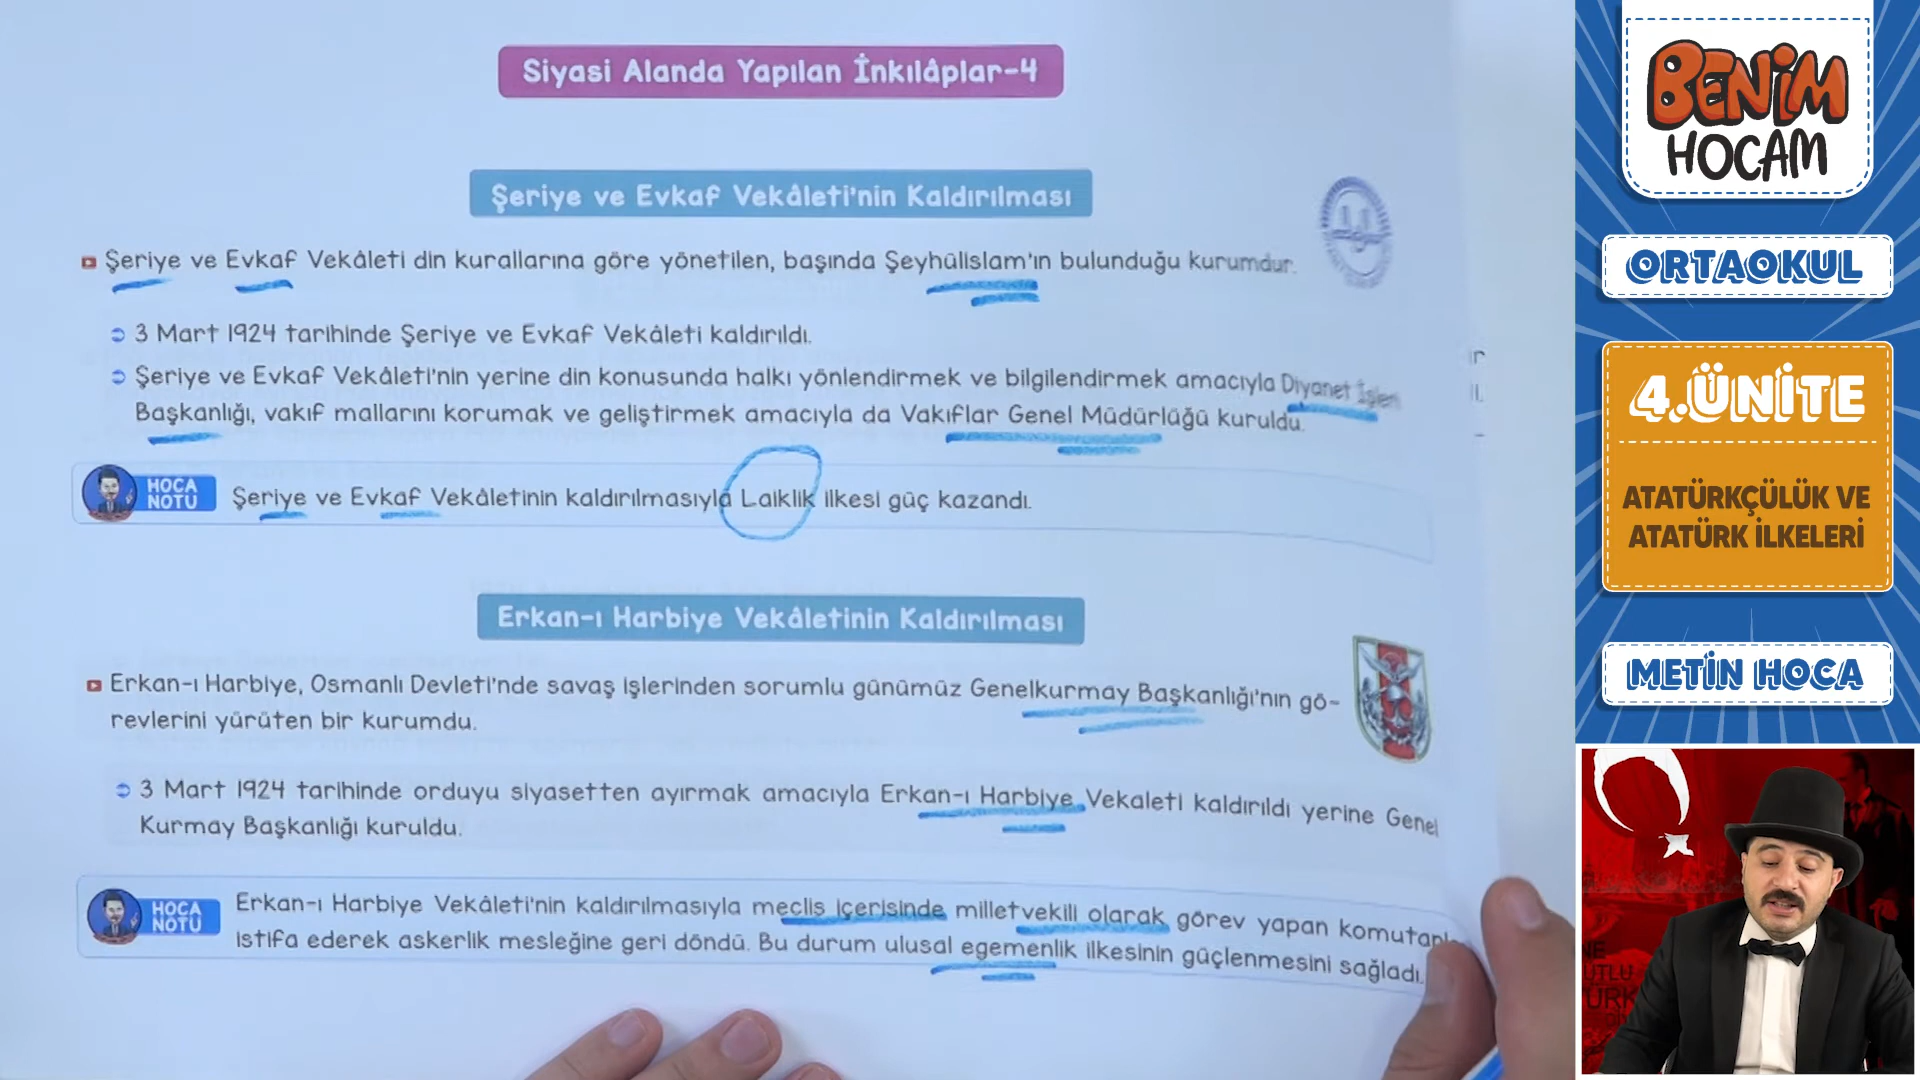 Siyasi Alanda Yapılan İnkılâplar-4
Şeriye ve Evkaf Vekâleti'nin Kaldırılması
Şeriye ve Evkaf Vekâleti din kurallarına göre yönetilen, başında Şeyhülislam'ın bulunduğu kurumdur.
3 Mart 1924 tarihinde Şeriye ve Evkaf Vekâleti kaldırıldı.
Şeriye ve Evkaf Vekâleti'nin yerine din konusunda halkı yönlendirmek ve bilgilendirmek amacıyla Diyanet İşleri
Başkanlığı, vakıf mallarını korumak ve geliştirmek amacıyla da Vakıflar Genel Müdürlüğü kuruldu.
HOCA
NOTU
Şeriye ve Evkaf Vekâletinin kaldırılmasıyla Laiklik ilkesi güç kazandı.
Erkan-ı Harbiye Vekâletinin Kaldırılması
Erkan-ı Harbiye, Osmanlı Devleti'nde savaş işlerinden sorumlu günümüz Genelkurmay Başkanlığı'nın gö-
revlerini yürüten bir kurumdu.
3 Mart 1924 tarihinde orduyu siyasetten ayırmak amacıyla Erkan-ı Harbiye Vekaleti kaldırıldı yerine Genel
Kurmay Başkanlığı kuruldu.
HOCA
NOTU
Erkan-ı Harbiye Vekâleti'nin kaldırılmasıyla meclis içerisinde milletvekili olarak görev yapan
istifa ederek askerlik mesleğine geri döndü. Bu durum ulusal egemenlik ilkesinin güçlenmesini sağladı.
BENİM
HOCAM
ORTAOKUL
4.ÜNİTE
ATATÜRKÇÜLÜK VE
ATATÜRK İLKELERİ
METİN HOCA